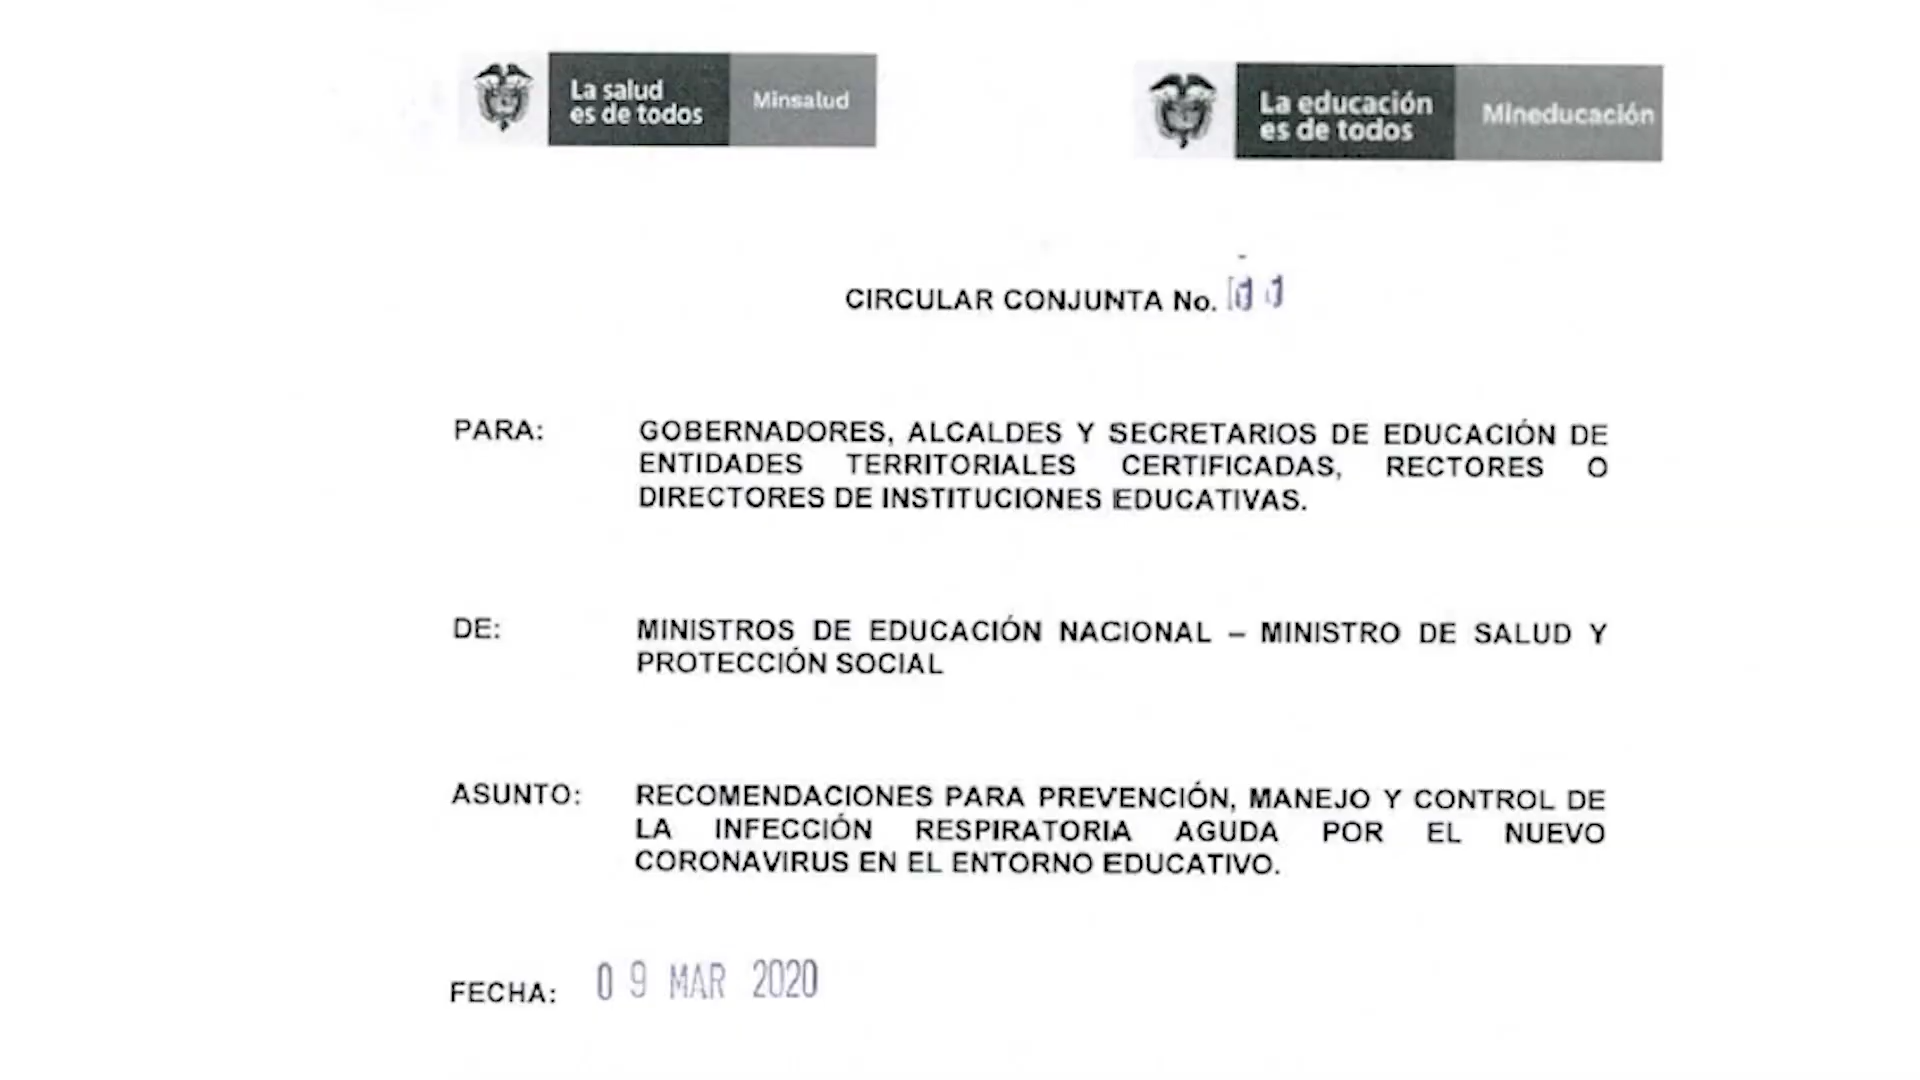 La salud
es de todos
Minsalud
La educación
es de todos
Mineducación
CIRCULAR CONJUNTA No. 11
PARA: GOBERNADORES, ALCALDES Y SECRETARIOS DE EDUCACIÓN DE
ENTIDADES TERRITORIALES CERTIFICADAS, RECTORES O
DIRECTORES DE INSTITUCIONES EDUCATIVAS.
DE: MINISTROS DE EDUCACIÓN NACIONAL – MINISTRO DE SALUD Y
PROTECCIÓN SOCIAL
ASUNTO: RECOMENDACIONES PARA PREVENCIÓN, MANEJO Y CONTROL DE
LA INFECCIÓN RESPIRATORIA AGUDA POR EL NUEVO
CORONAVIRUS EN EL ENTORNO EDUCATIVO.
FECHA: 09 MAR 2020